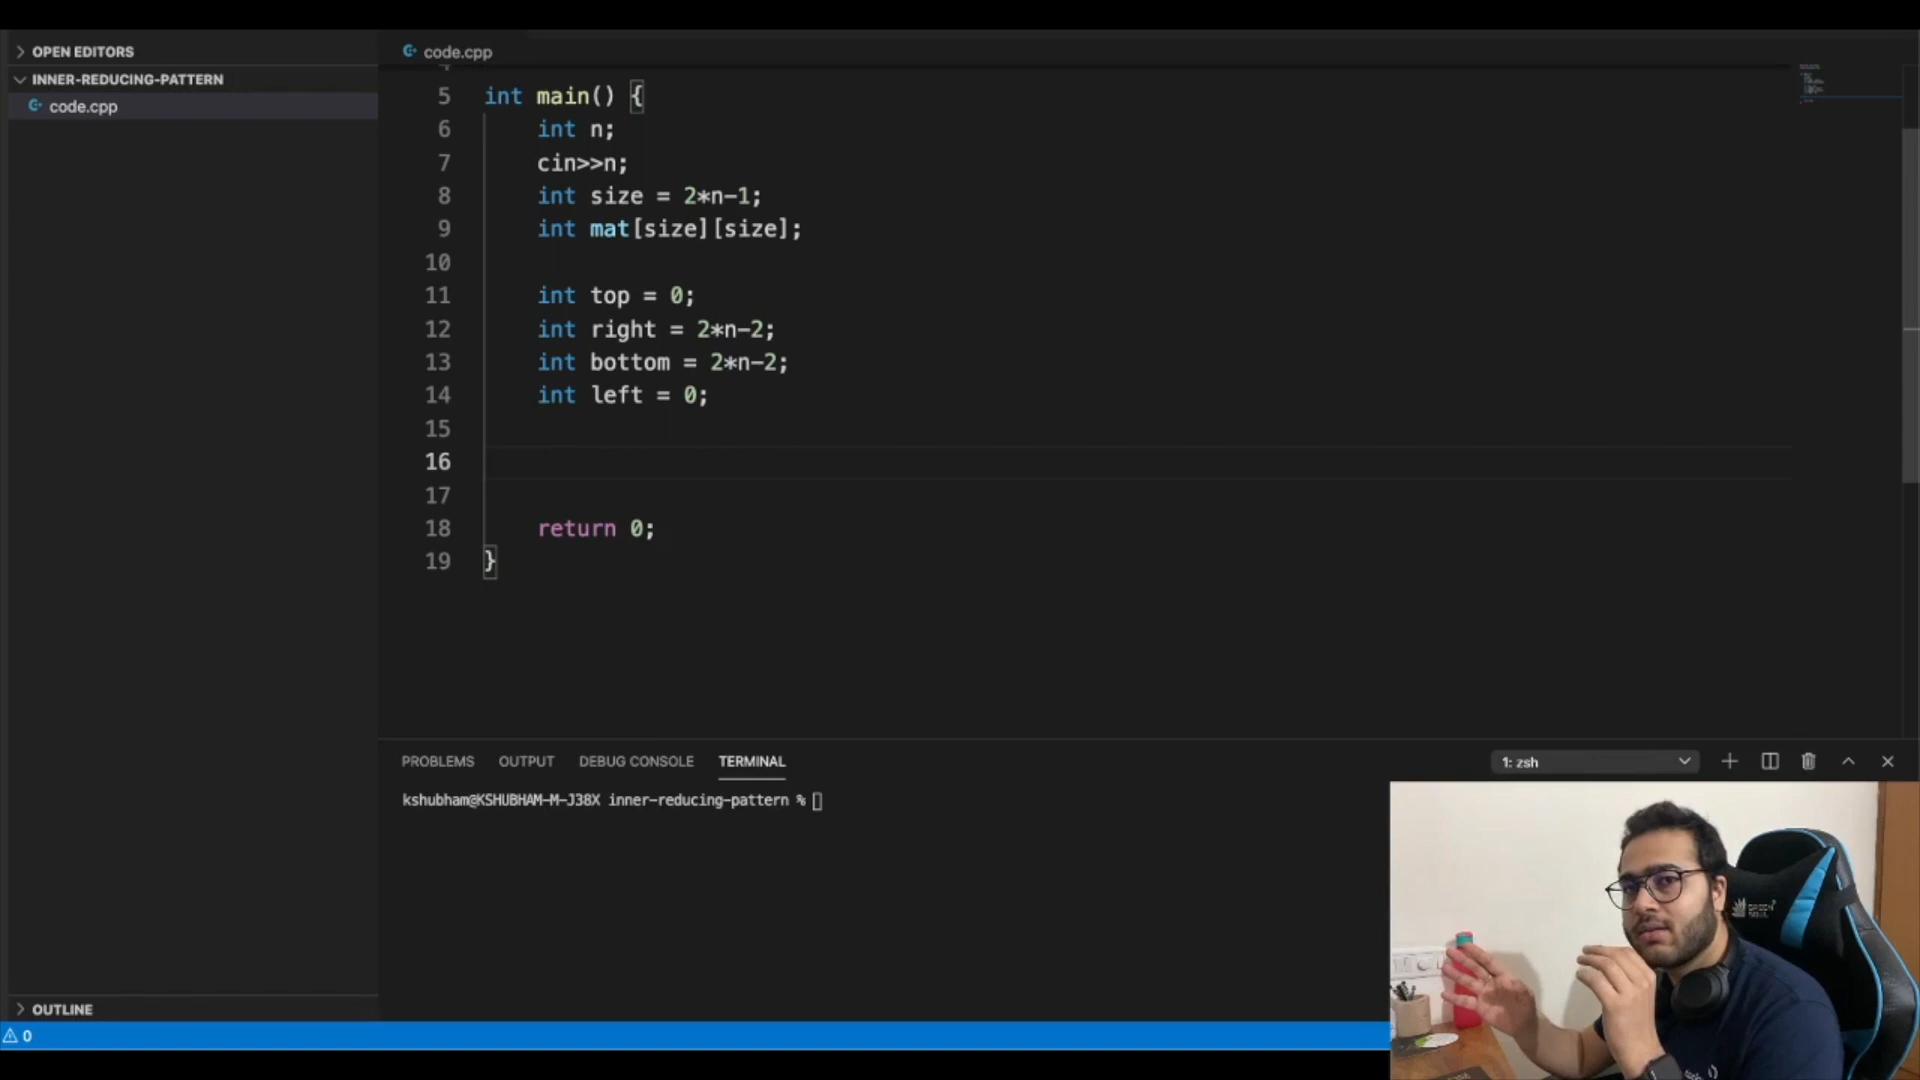 OPEN EDITORS
INNER-REDUCING-PATTERN
code.cpp
code.cpp
5 int main() {
6 int n;
7 cin>>n;
8 int size = 2*n-1;
9 int mat[size][size];
10
11 int top = 0;
12 int right = 2*n-2;
13 int bottom = 2*n-2;
14 int left = 0;
15
16
17
18 return 0;
19 }
PROBLEMS OUTPUT DEBUG CONSOLE TERMINAL
1: zsh
kshubham@KSHUBHAM-M-J38X inner-reducing-pattern %
OUTLINE
0